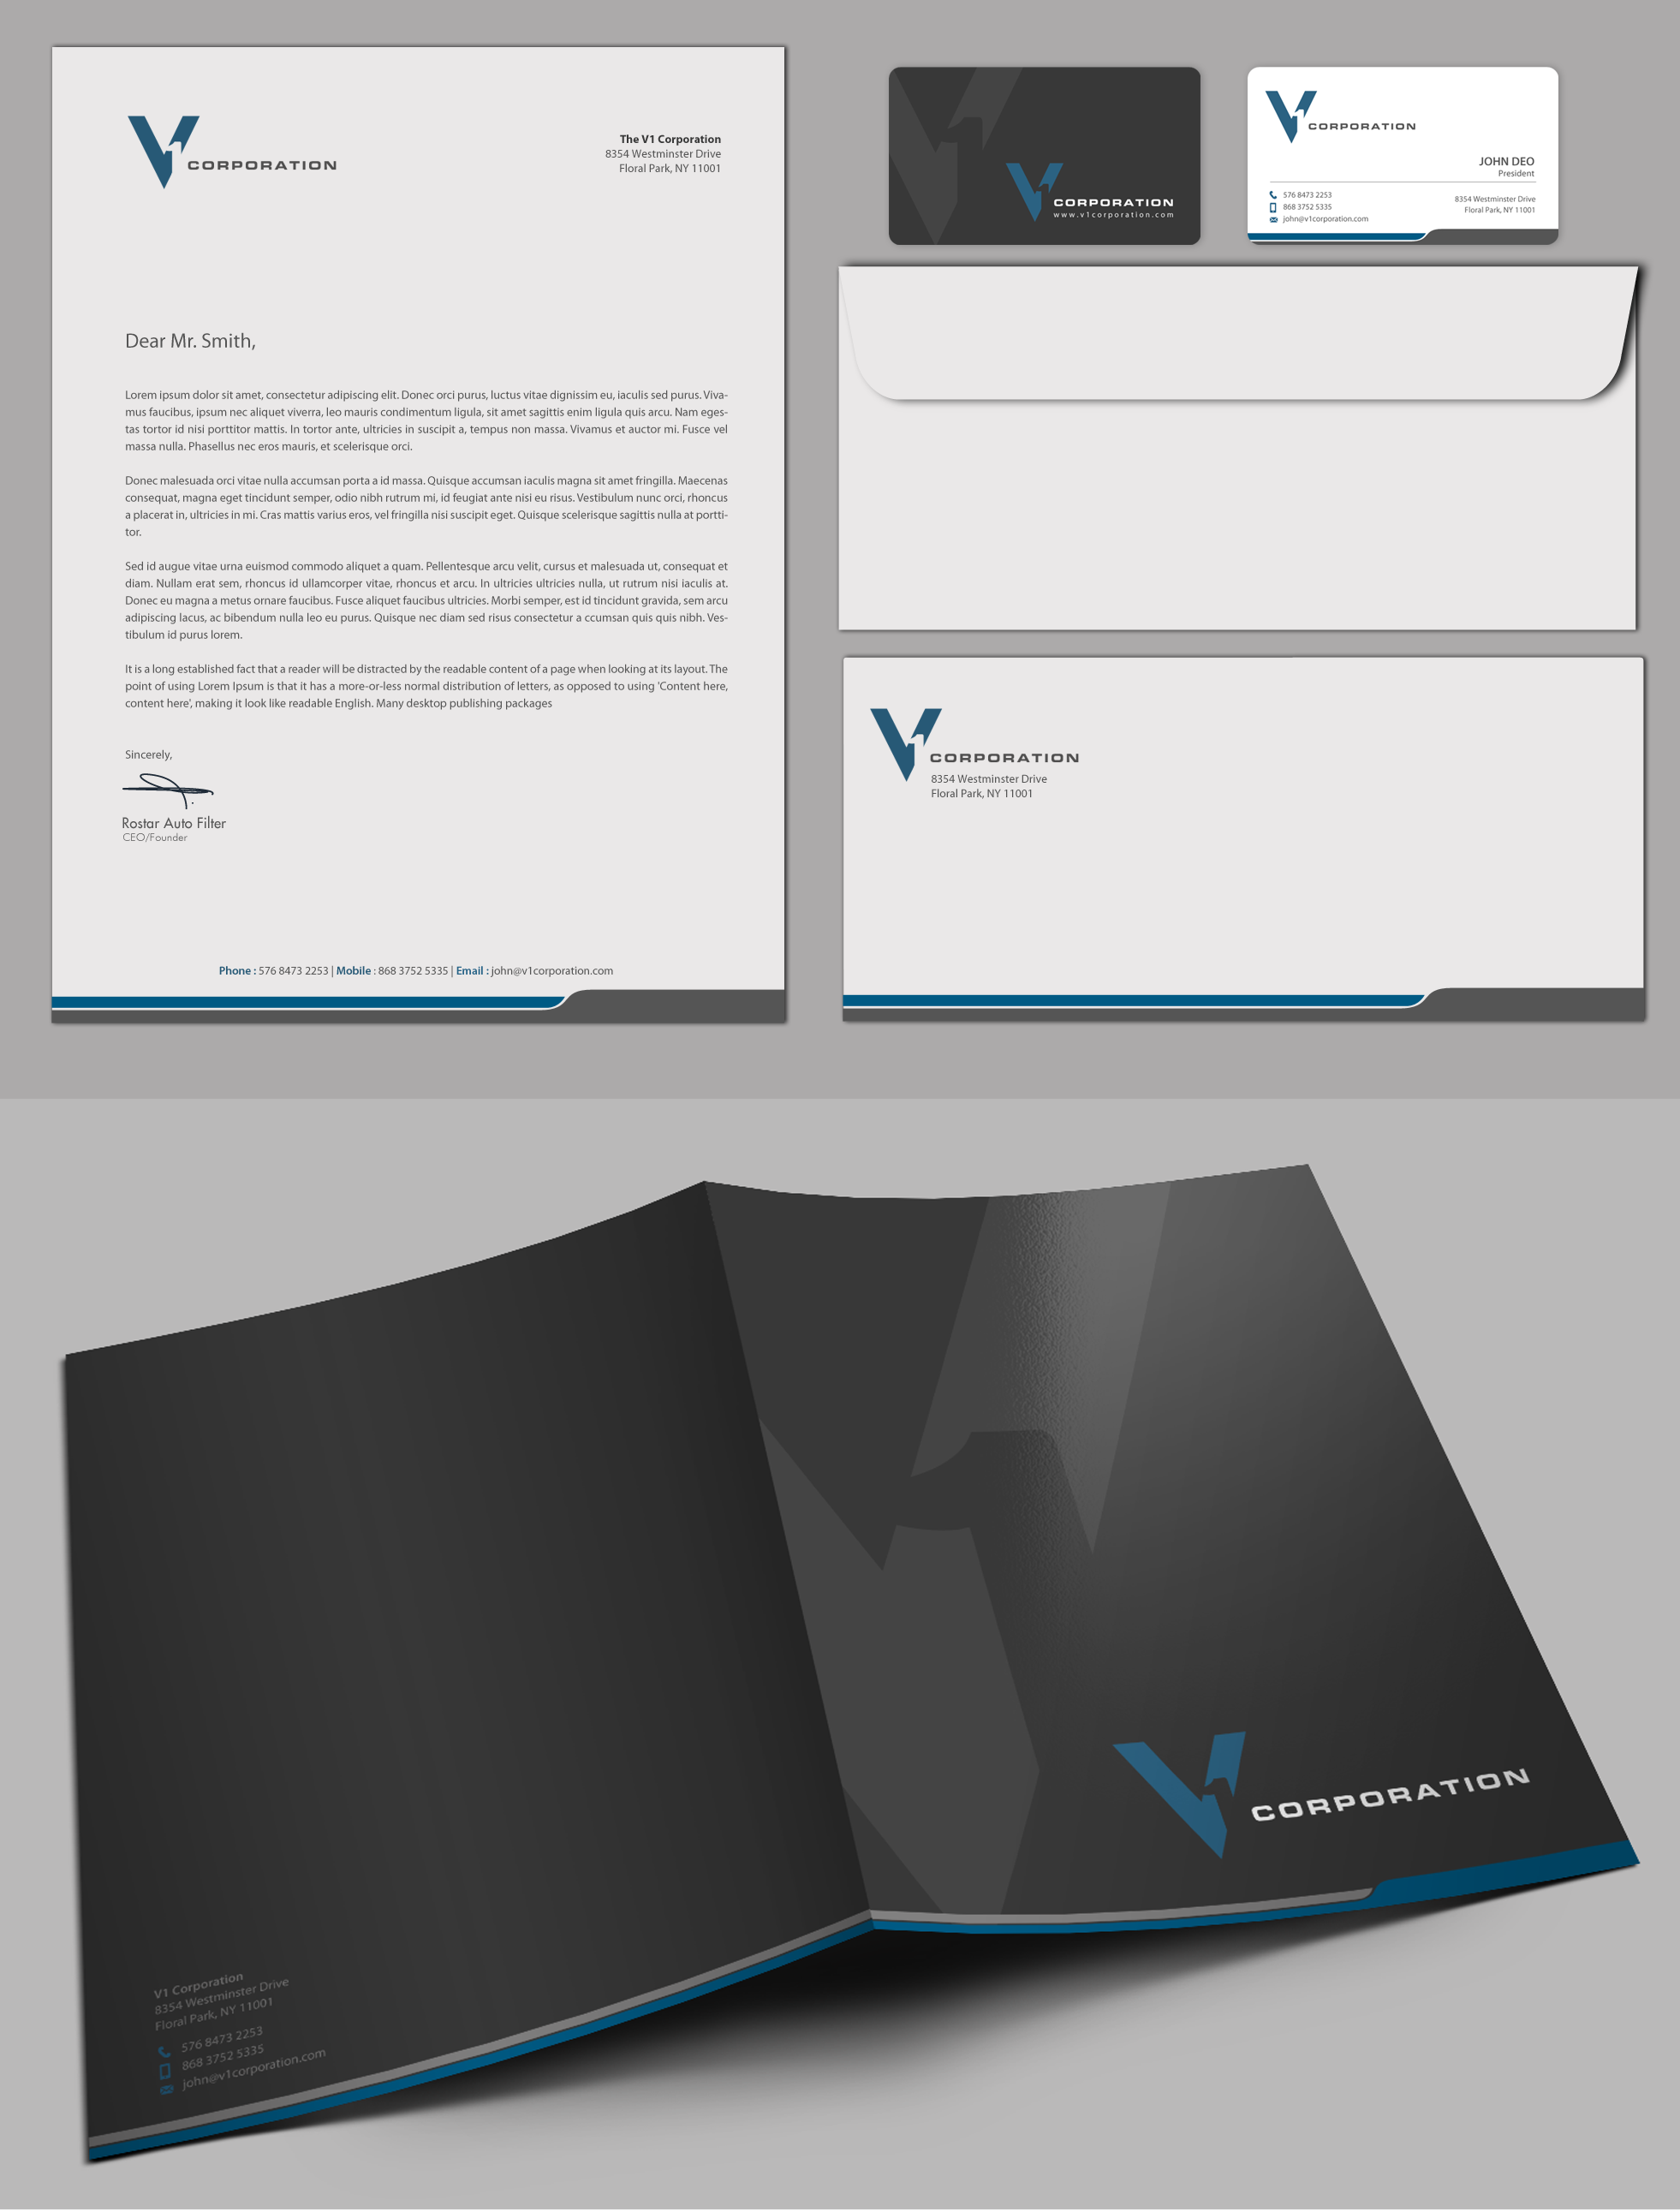 V1 CORPORATION
The V1 Corporation
8354 Westminster Drive
Floral Park, NY 11001
Dear Mr. Smith,
Lorem ipsum dolor sit amet, consectetur adipiscing elit. Donec orci purus, luctus vitae dignissim eu, iaculis sed purus. Viva-
mus faucibus, ipsum nec aliquet viverra, leo mauris condimentum ligula, sit amet sagittis enim ligula quis arcu. Nam eges-
tas tortor id nisi porttitor mattis. In tortor ante, ultricies in suscipit a, tempus non massa. Vivamus et auctor mi. Fusce vel
massa nulla. Phasellus nec eros mauris, et scelerisque orci.
Donec malesuada orci vitae nulla accumsan porta a id massa. Quisque accumsan iaculis magna sit amet fringilla. Maecenas
consequat, magna eget tincidunt semper, odio nibh rutrum mi, id feugiat ante nisi eu risus. Vestibulum nunc orci, rhoncus
a placerat in, ultricies in mi. Cras mattis varius eros, vel fringilla nisi suscipit eget. Quisque scelerisque sagittis nulla at portti-
tor.
Sed id augue vitae urna euismod commodo aliquet a quam. Pellentesque arcu velit, cursus et malesuada ut, consequat et
diam. Nullam erat sem, rhoncus id ullamcorper vitae, rhoncus et arcu. In ultricies ultricies nulla, ut rutrum nisi iaculis at.
Donec eu magna a metus ornare faucibus. Fusce aliquet faucibus ultricies. Morbi semper, est id tincidunt gravida, sem arcu
adipiscing lacus, ac bibendum nulla leo eu purus. Quisque nec diam sed risus consectetur a ccumsan quis quis nibh. Ves-
tibulum id purus lorem.
It is a long established fact that a reader will be distracted by the readable content of a page when looking at its layout. The
point of using Lorem Ipsum is that it has a more-or-less normal distribution of letters, as opposed to using 'Content here,
content here', making it look like readable English. Many desktop publishing packages
Sincerely,
Rostar Auto Filter
CEO/Founder
Phone : 576 8473 2253 | Mobile : 868 3752 5335 | Email : john@v1corporation.com
V1 CORPORATION
www.v1corporation.com
V1 CORPORATION
JOHN DEO
President
576 8473 2253
868 3752 5335
john@v1corporation.com
8354 Westminster Drive
Floral Park, NY 11001
V1 CORPORATION
8354 Westminster Drive
Floral Park, NY 11001
V1 CORPORATION
V1 Corporation
8354 Westminster Drive
Floral Park, NY 11001
576 8473 2253
868 3752 5335
john@v1corporation.com